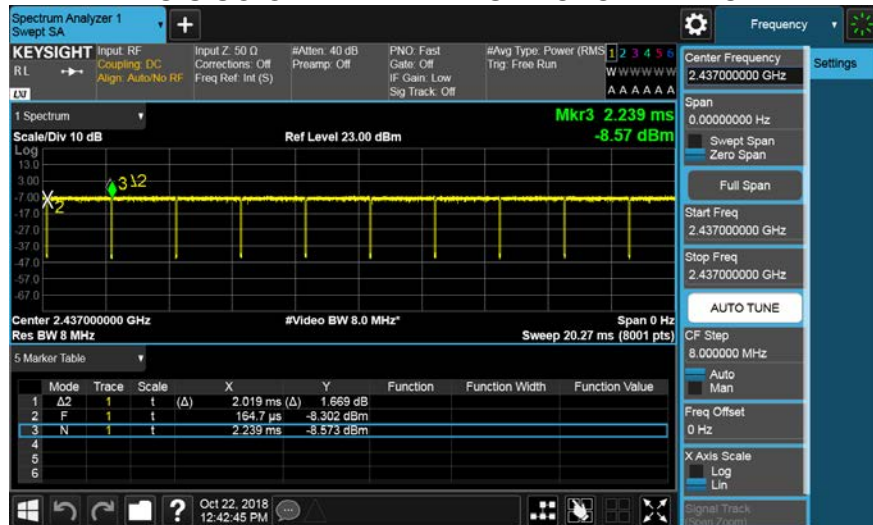 Spectrum Analyzer 1
Swept SA
+
Frequency
KEYSIGHT
RL
LXI
Input: RF
Coupling: DC
Align: Auto/No RF
Input Z: 50 Ω
Corrections: Off
Freq Ref: Int (S)
#Atten: 40 dB
Preamp: Off
PNO: Fast
Gate: Off
IF Gain: Low
Sig Track: Off
#Avg Type: Power (RMS
Trig: Free Run
1 2 3 4 5 6
W W W W W W
A A A A A A
Center Frequency
2.437000000 GHz
Settings
1 Spectrum
Mkr3 2.239 ms
-8.57 dBm
Scale/Div 10 dB
Ref Level 23.00 dBm
Log
13.0
3.00
-7.00
-17.0
-27.0
-37.0
-47.0
-57.0
-67.0
2
Center 2.437000000 GHz
#Video BW 8.0 MHz*
Span 0 Hz
Res BW 8 MHz
Sweep 20.27 ms (8001 pts)
Span
0.00000000 Hz
Swept Span
Zero Span
Full Span
Start Freq
2.437000000 GHz
Stop Freq
2.437000000 GHz
AUTO TUNE
CF Step
8.000000 MHz
Auto
Man
Freq Offset
0 Hz
X Axis Scale
Log
Lin
Signal Track
(Span Zoom)
5 Marker Table
Mode Trace Scale X Y Function Function Width Function Value
1 Δ2 1 t (Δ) 2.019 ms (Δ) 1.669 dB
2 F 1 t 164.7 µs -8.302 dBm
3 N 1 t 2.239 ms -8.573 dBm
4
5
6
?
Oct 22, 2018
12:42:45 PM